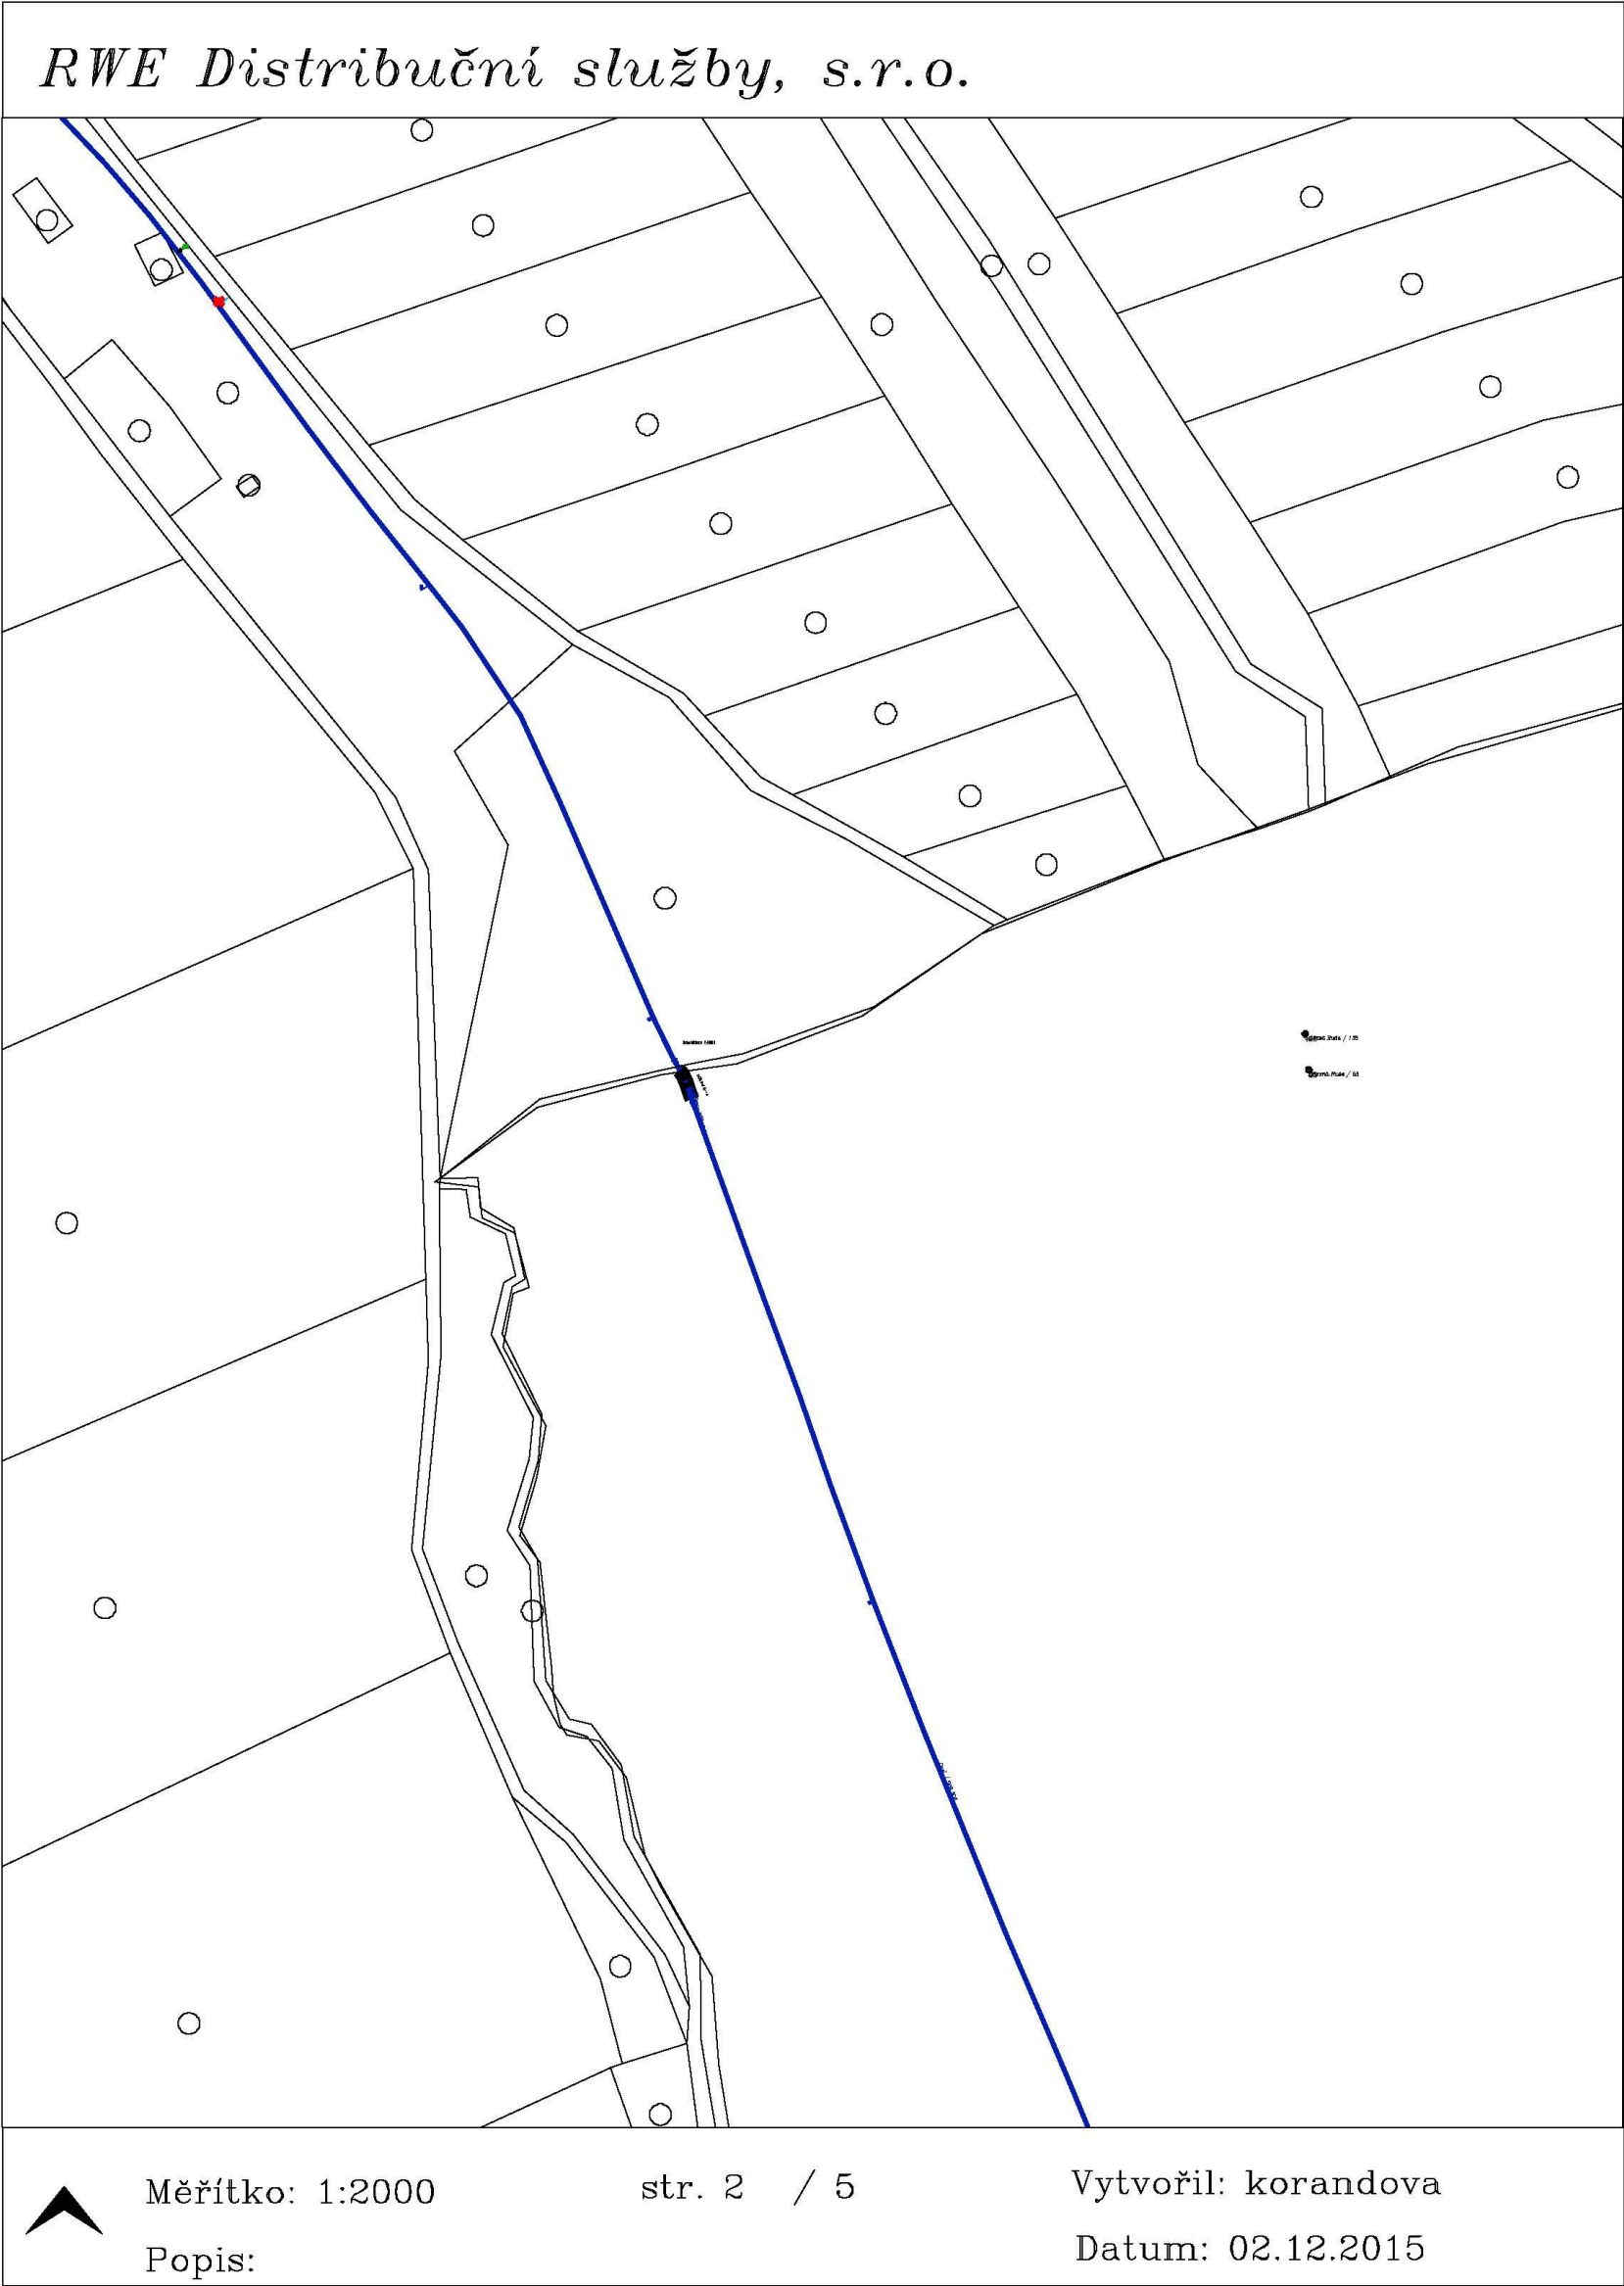 RWE Distribuční služby, s.r.o.
Měřítko: 1:2000
str. 2 / 5
Vytvořil: korandova
Popis:
Datum: 02.12.2015